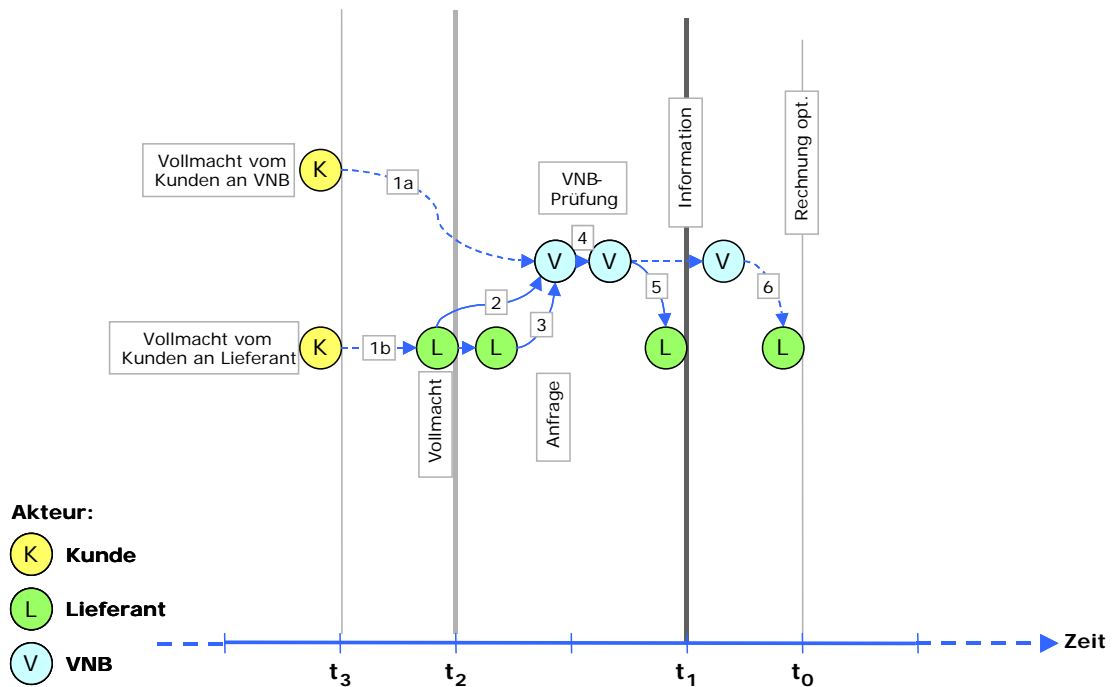 Vollmacht vom
Kunden an VNB
K
1a
VNB-
Prüfung
Information
Rechnung opt.
4
V
V
V
2
3
5
6
Vollmacht vom
Kunden an Lieferant
K
1b
L
L
L
L
Vollmacht
Anfrage
Akteur:
K Kunde
L Lieferant
V VNB
Zeit
t3
t2
t1
t0